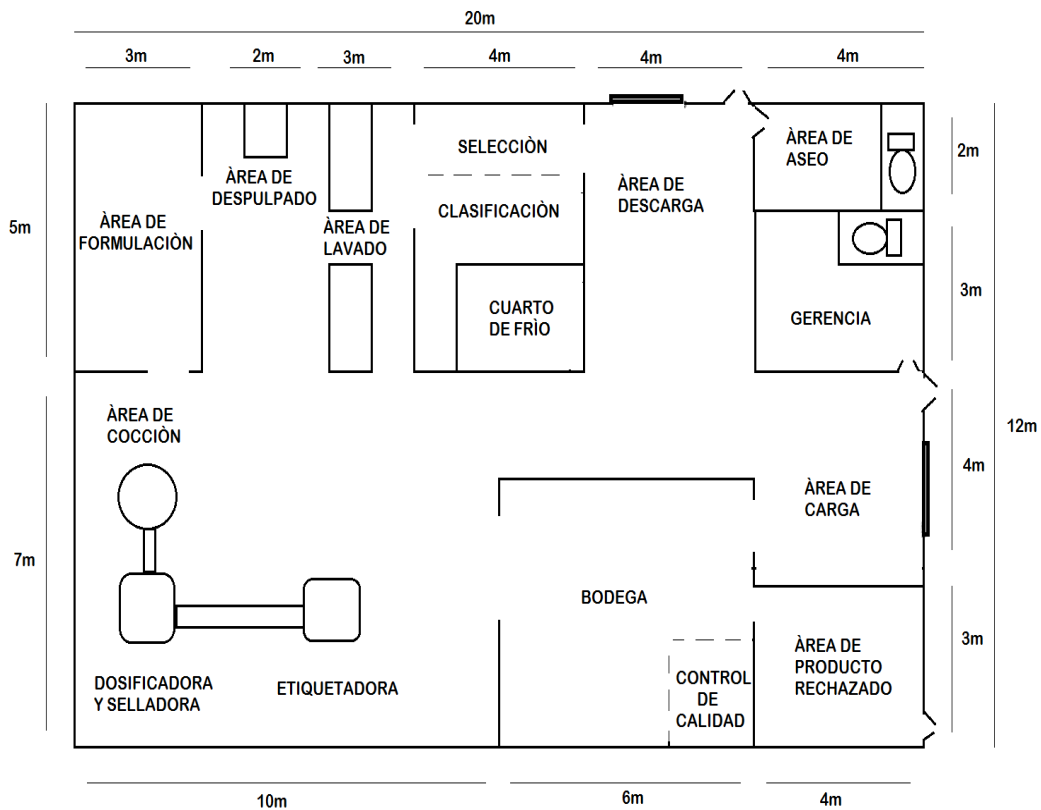 20m
3m
2m
3m
4m
4m
4m
SELECCIÒN
ÀREA DE
ASEO
2m
ÀREA DE
DESPULPADO
ÀREA DE
DESCARGA
CLASIFICACIÒN
5m
ÀREA DE
FORMULACIÒN
ÀREA DE
LAVADO
3m
CUARTO
DE FRÌO
GERENCIA
ÀREA DE
COCCIÒN
12m
4m
ÀREA DE
CARGA
7m
BODEGA
3m
ÀREA DE
PRODUCTO
RECHAZADO
CONTROL
DE
CALIDAD
DOSIFICADORA
Y SELLADORA
ETIQUETADORA
10m
6m
4m